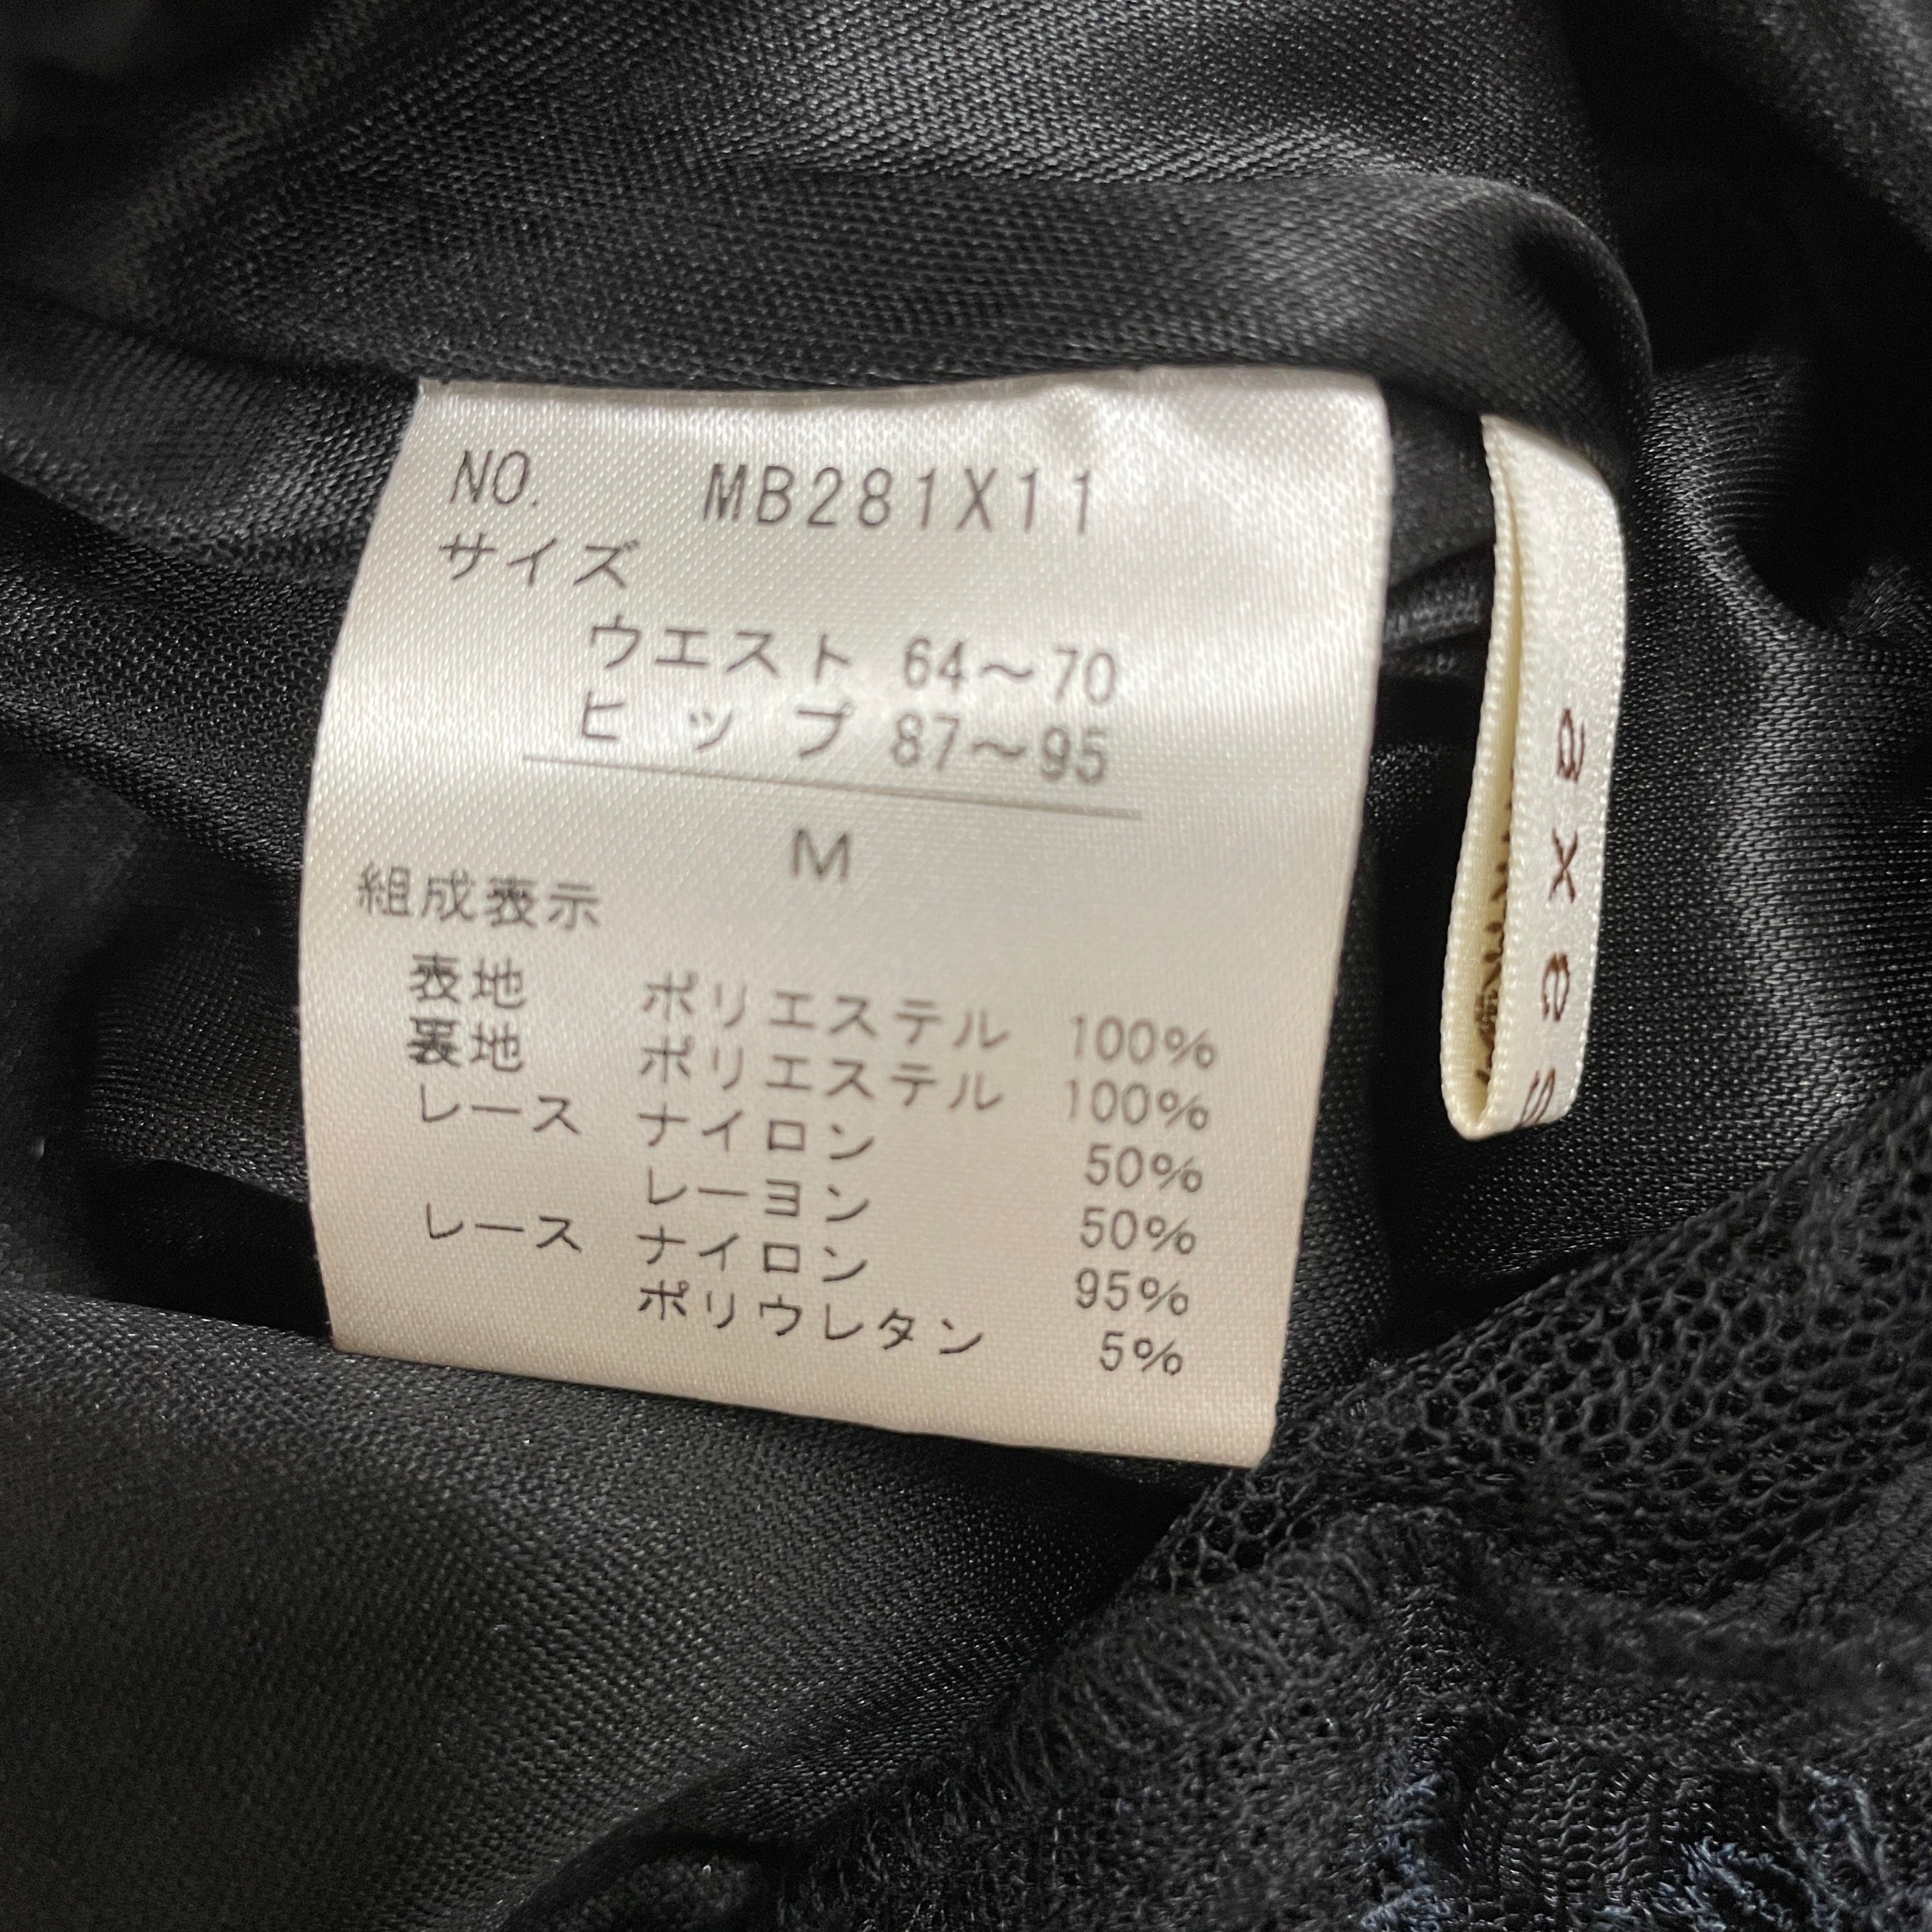 NO. MB281X11
サイズ
ウエスト 64～70
ヒップ 87～95
M
組成表示
表地 ポリエステル 100%
裏地 ポリエステル 100%
レース ナイロン 50%
レーヨン 50%
レース ナイロン 95%
ポリウレタン 5%
axes